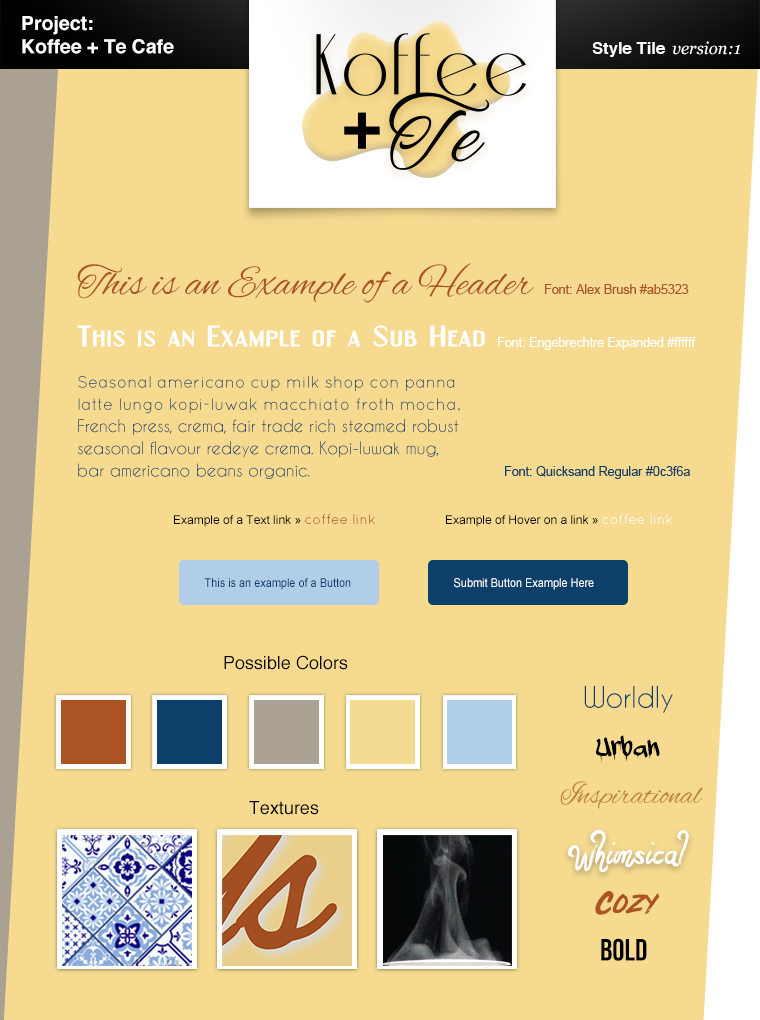 Project:
Koffee + Te Cafe
Koffee
+ Te
Style Tile version:1
This is an Example of a Header Font: Alex Brush #ab5323
This is an Example of a Sub Head Font: Engebrechtre Expanded #ffffff
Seasonal americano cup milk shop con panna
latte lungo kopi-luwak macchiato froth mocha.
French press, crema, fair trade rich steamed robust
seasonal flavour redeye crema. Kopi-luwak mug,
bar americano beans organic.
Font: Quicksand Regular #0c3f6a
Example of a Text link » coffee link
Example of Hover on a link » coffee link
This is an example of a Button
Submit Button Example Here
Possible Colors
Textures
s
Worldly
Urban
Inspirational
Whimsical
Cozy
BOLD